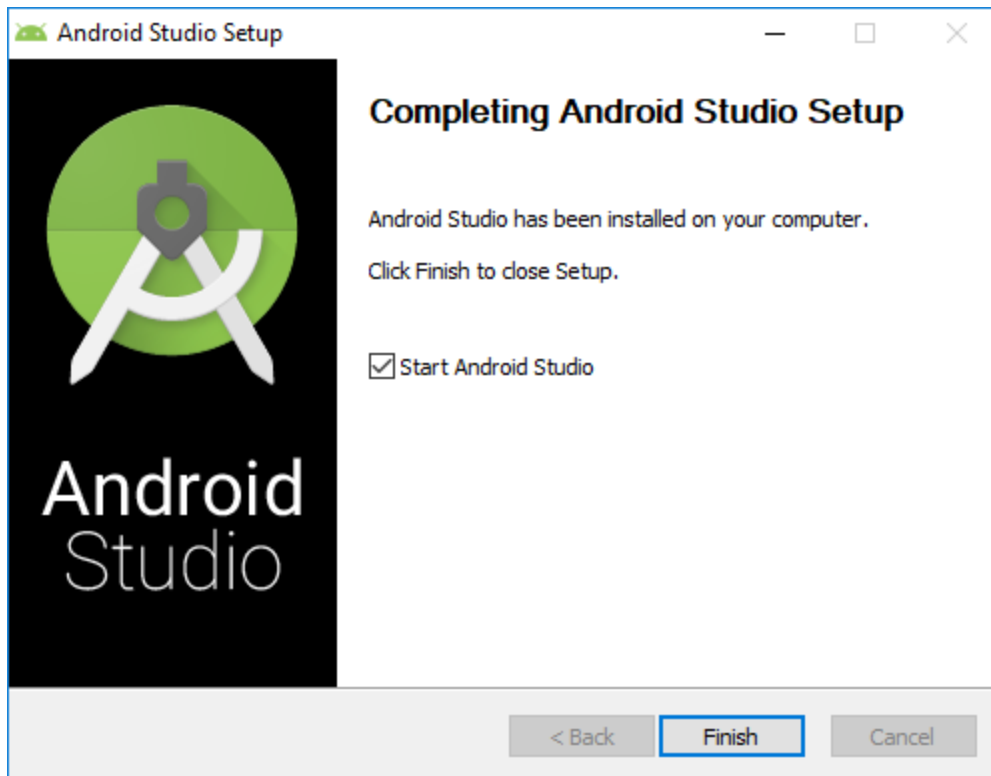 Android Studio Setup
Completing Android Studio Setup
Android Studio has been installed on your computer.
Click Finish to close Setup.
Start Android Studio
Android
Studio
< Back
Finish
Cancel